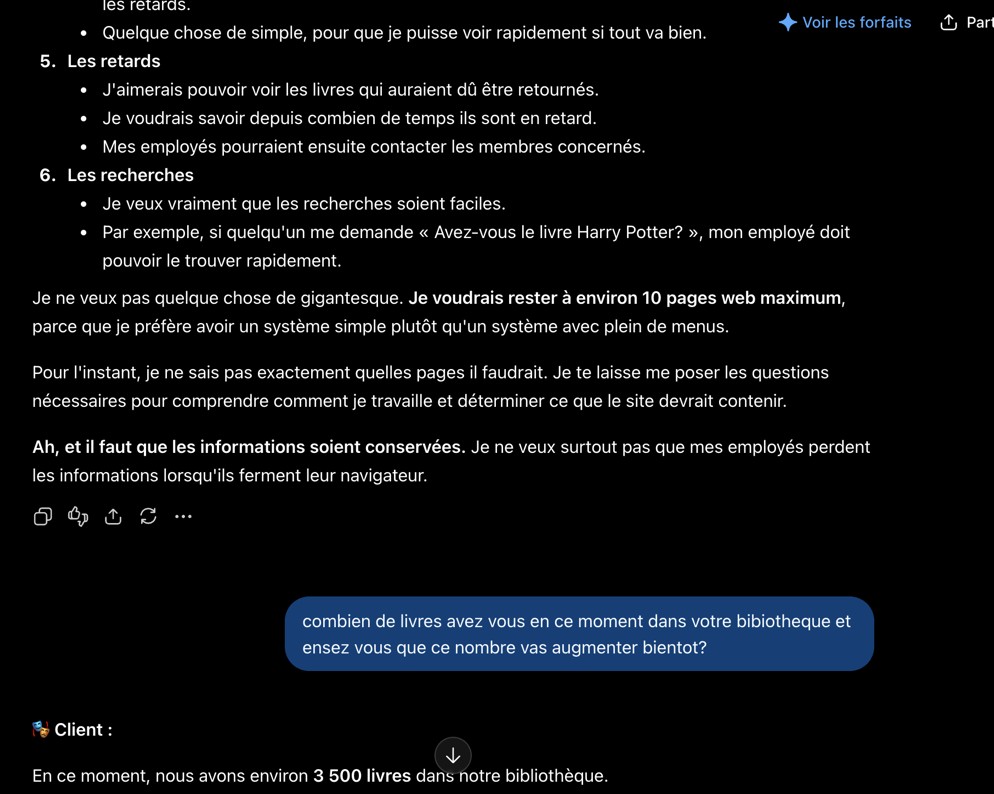 les retards.
Voir les forfaits
Part
• Quelque chose de simple, pour que je puisse voir rapidement si tout va bien.
5. Les retards
• J'aimerais pouvoir voir les livres qui auraient dû être retournés.
• Je voudrais savoir depuis combien de temps ils sont en retard.
• Mes employés pourraient ensuite contacter les membres concernés.
6. Les recherches
• Je veux vraiment que les recherches soient faciles.
• Par exemple, si quelqu'un me demande « Avez-vous le livre Harry Potter? », mon employé doit
pouvoir le trouver rapidement.
Je ne veux pas quelque chose de gigantesque. Je voudrais rester à environ 10 pages web maximum,
parce que je préfère avoir un système simple plutôt qu'un système avec plein de menus.
Pour l'instant, je ne sais pas exactement quelles pages il faudrait. Je te laisse me poser les questions
nécessaires pour comprendre comment je travaille et déterminer ce que le site devrait contenir.
Ah, et il faut que les informations soient conservées. Je ne veux surtout pas que mes employés perdent
les informations lorsqu'ils ferment leur navigateur.
combien de livres avez vous en ce moment dans votre bibiotheque et
ensez vous que ce nombre vas augmenter bientot?
Client :
En ce moment, nous avons environ 3 500 livres dans notre bibliothèque.